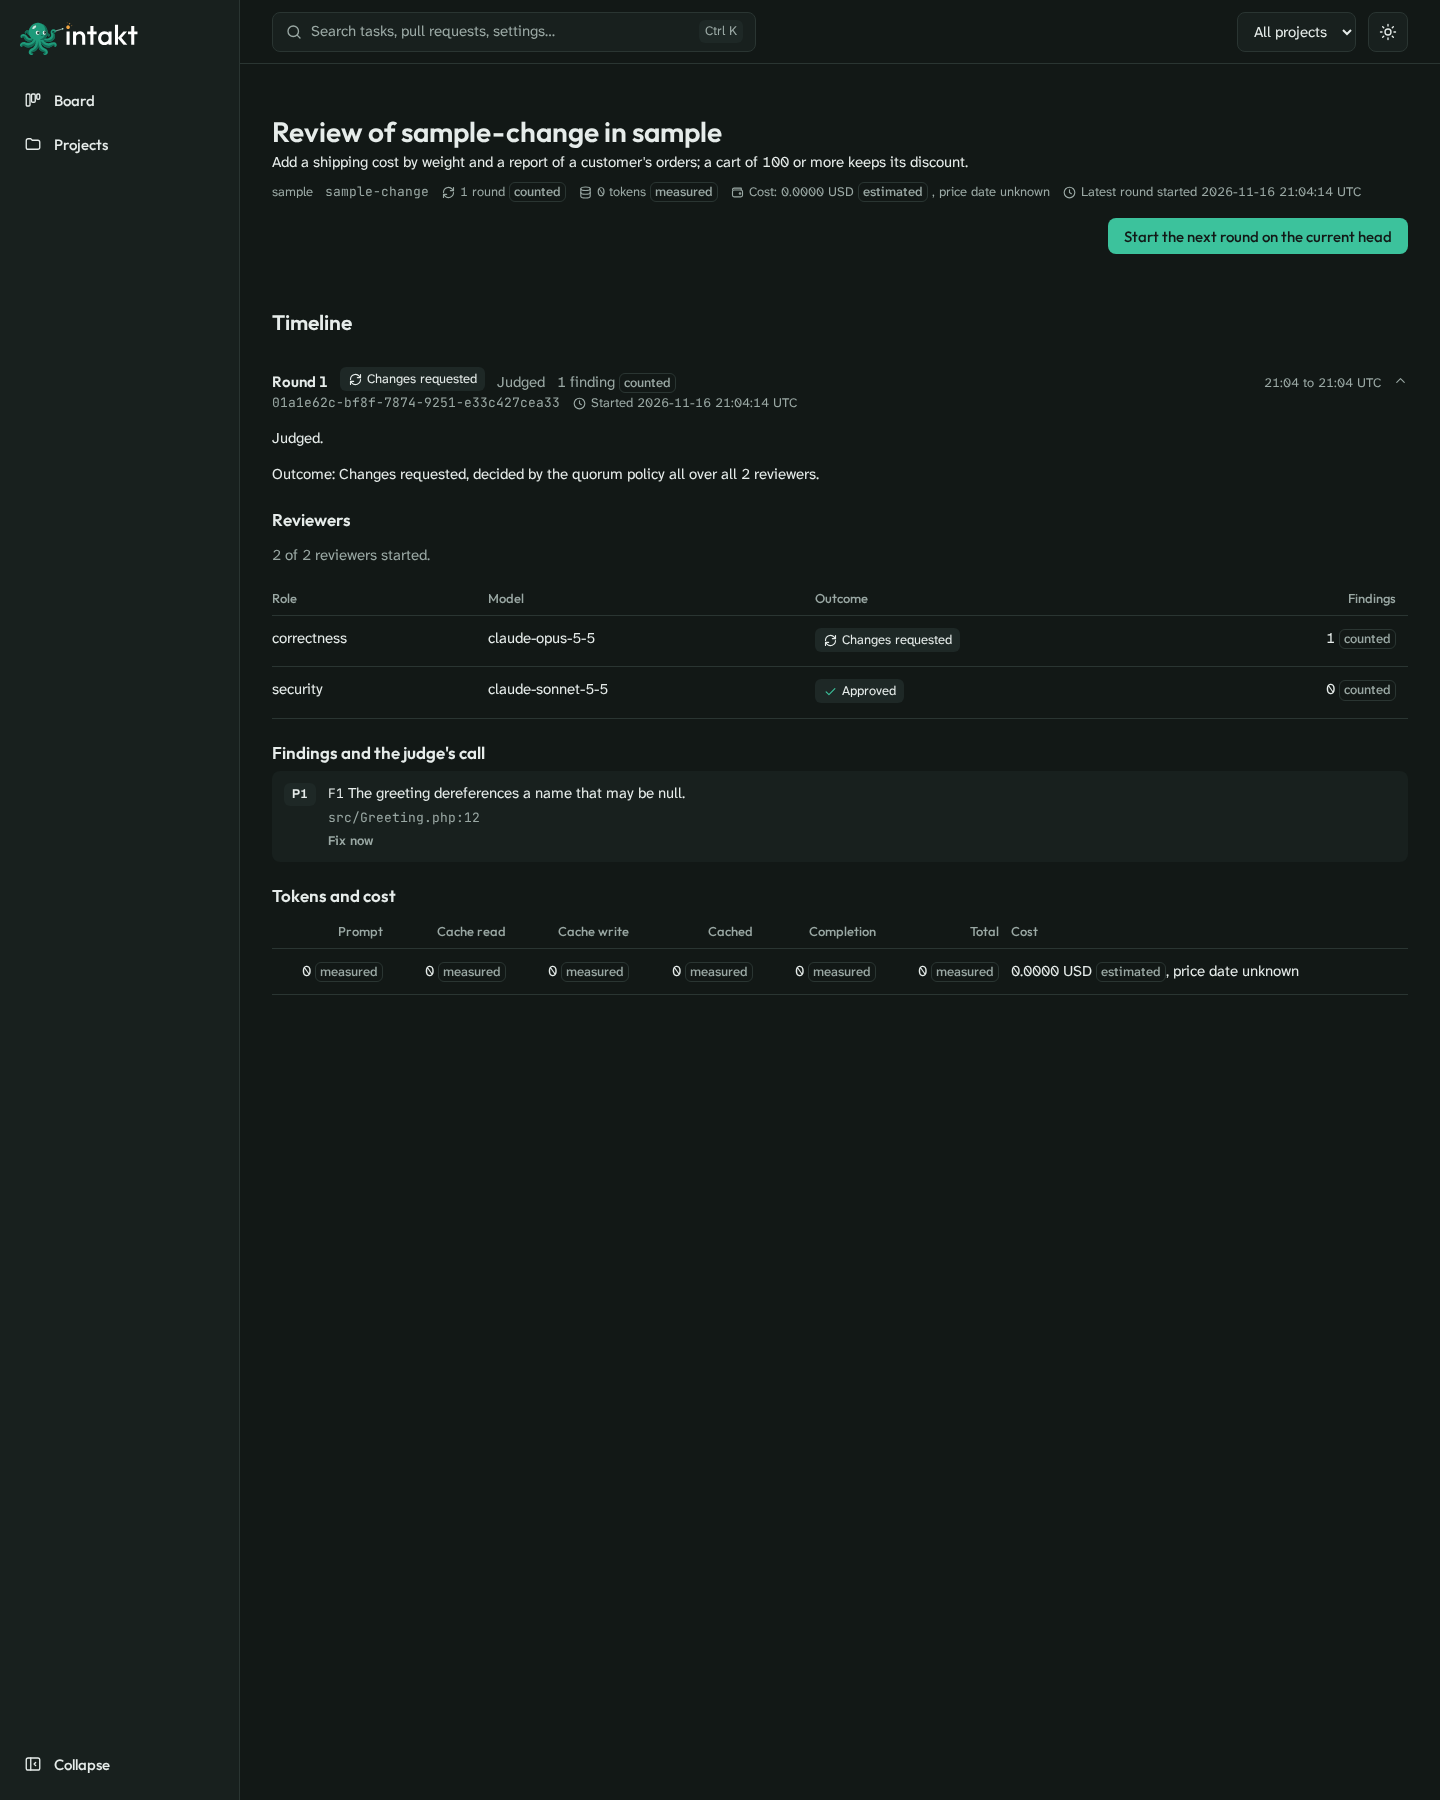 intakt
Search tasks, pull requests, settings...
Ctrl K
All projects
Board
Projects
Review of sample-change in sample
Add a shipping cost by weight and a report of a customer's orders; a cart of 100 or more keeps its discount.
sample sample-change 1 round counted 0 tokens measured Cost: 0.0000 USD estimated , price date unknown Latest round started 2026-11-16 21:04:14 UTC
Start the next round on the current head
Timeline
Round 1 Changes requested Judged 1 finding counted 21:04 to 21:04 UTC
01a1e62c-bf8f-7874-9251-e33c427cea33 Started 2026-11-16 21:04:14 UTC
Judged.
Outcome: Changes requested, decided by the quorum policy all over all 2 reviewers.
Reviewers
2 of 2 reviewers started.
Role Model Outcome Findings
correctness claude-opus-5-5 Changes requested 1 counted
security claude-sonnet-5-5 Approved 0 counted
Findings and the judge's call
P1 F1 The greeting dereferences a name that may be null.
src/Greeting.php:12
Fix now
Tokens and cost
Prompt Cache read Cache write Cached Completion Total Cost
0 measured 0 measured 0 measured 0 measured 0 measured 0 measured 0.0000 USD estimated, price date unknown
Collapse